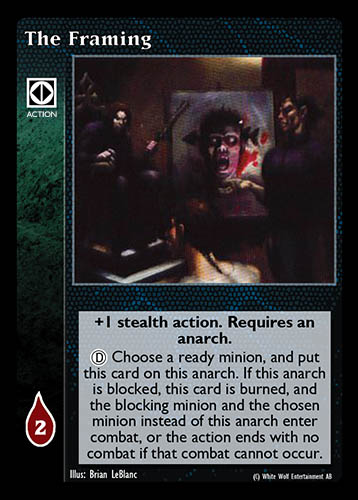 The Framing
ACTION
+1 stealth action. Requires an
anarch.
D Choose a ready minion, and put
this card on this anarch. If this anarch
is blocked, this card is burned, and
the blocking minion and the chosen
minion instead of this anarch enter
combat, or the action ends with no
combat if that combat cannot occur.
2
Illus: Brian LeBlanc
(C) White Wolf Entertainment AB